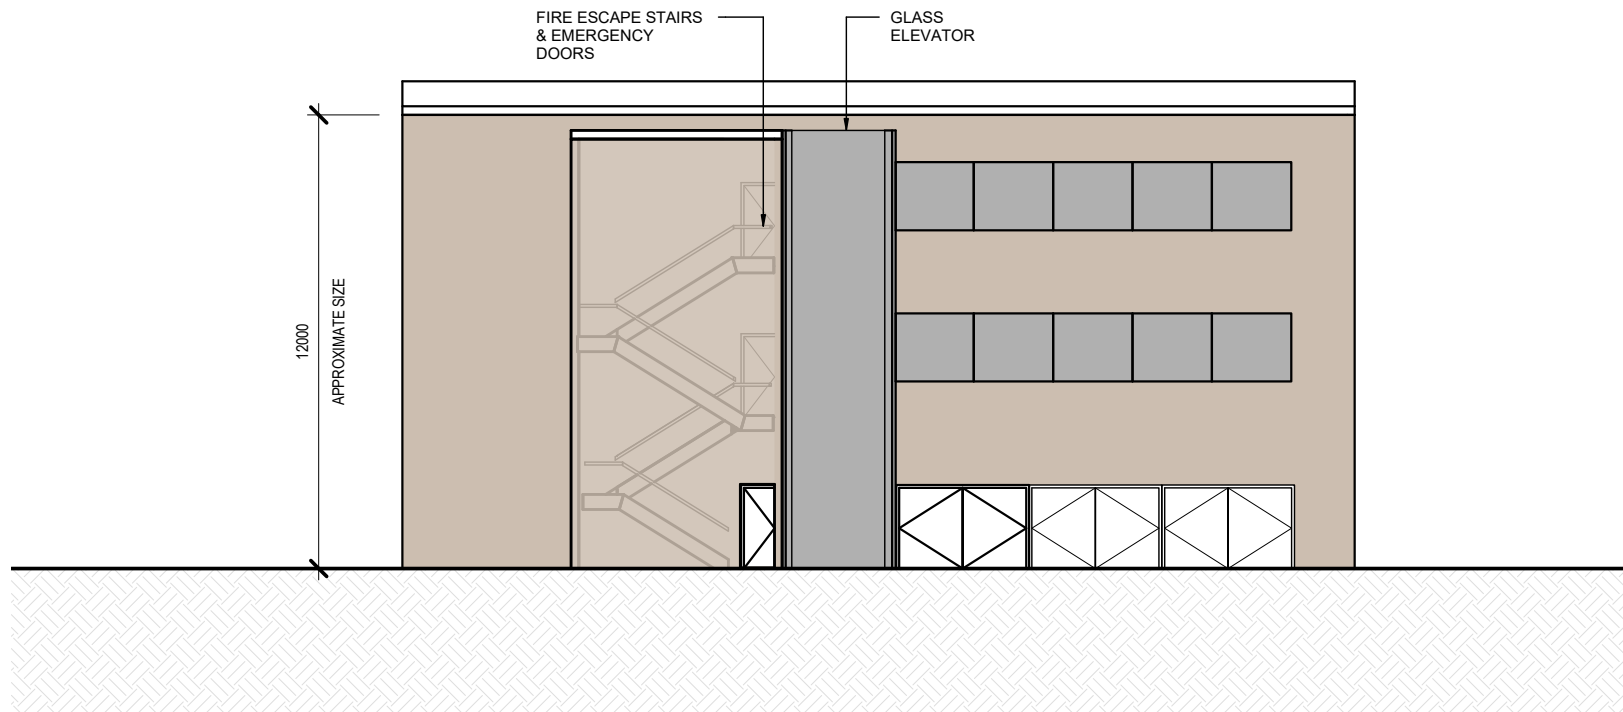 FIRE ESCAPE STAIRS
& EMERGENCY
DOORS
GLASS
ELEVATOR
12000
APPROXIMATE SIZE